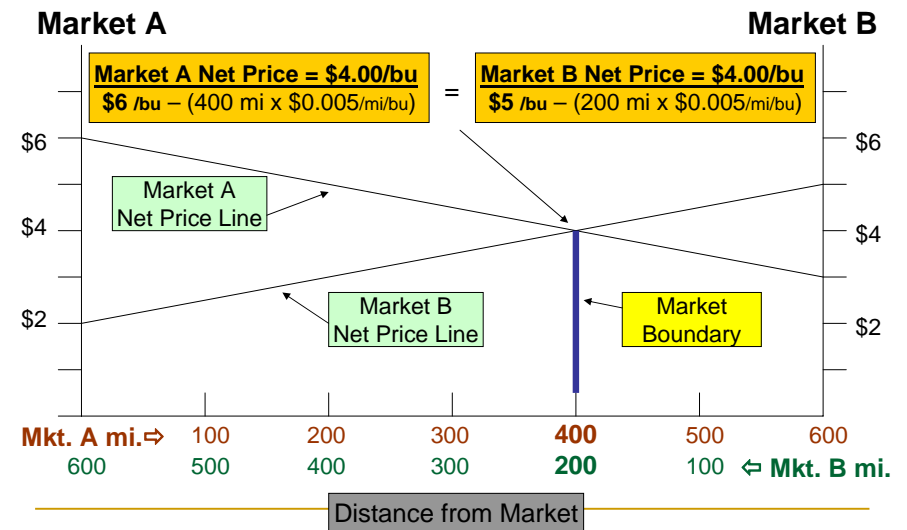 Market A
Market B
Market A Net Price = $4.00/bu
$6 /bu – (400 mi x $0.005/mi/bu)
=
Market B Net Price = $4.00/bu
$5 /bu – (200 mi x $0.005/mi/bu)
$6
$6
Market A
Net Price Line
$4
$4
Market B
Net Price Line
Market
Boundary
$2
$2
Mkt. A mi.⇨ 100 200 300 400 500 600
600 500 400 300 200 100 ⇦ Mkt. B mi.
Distance from Market